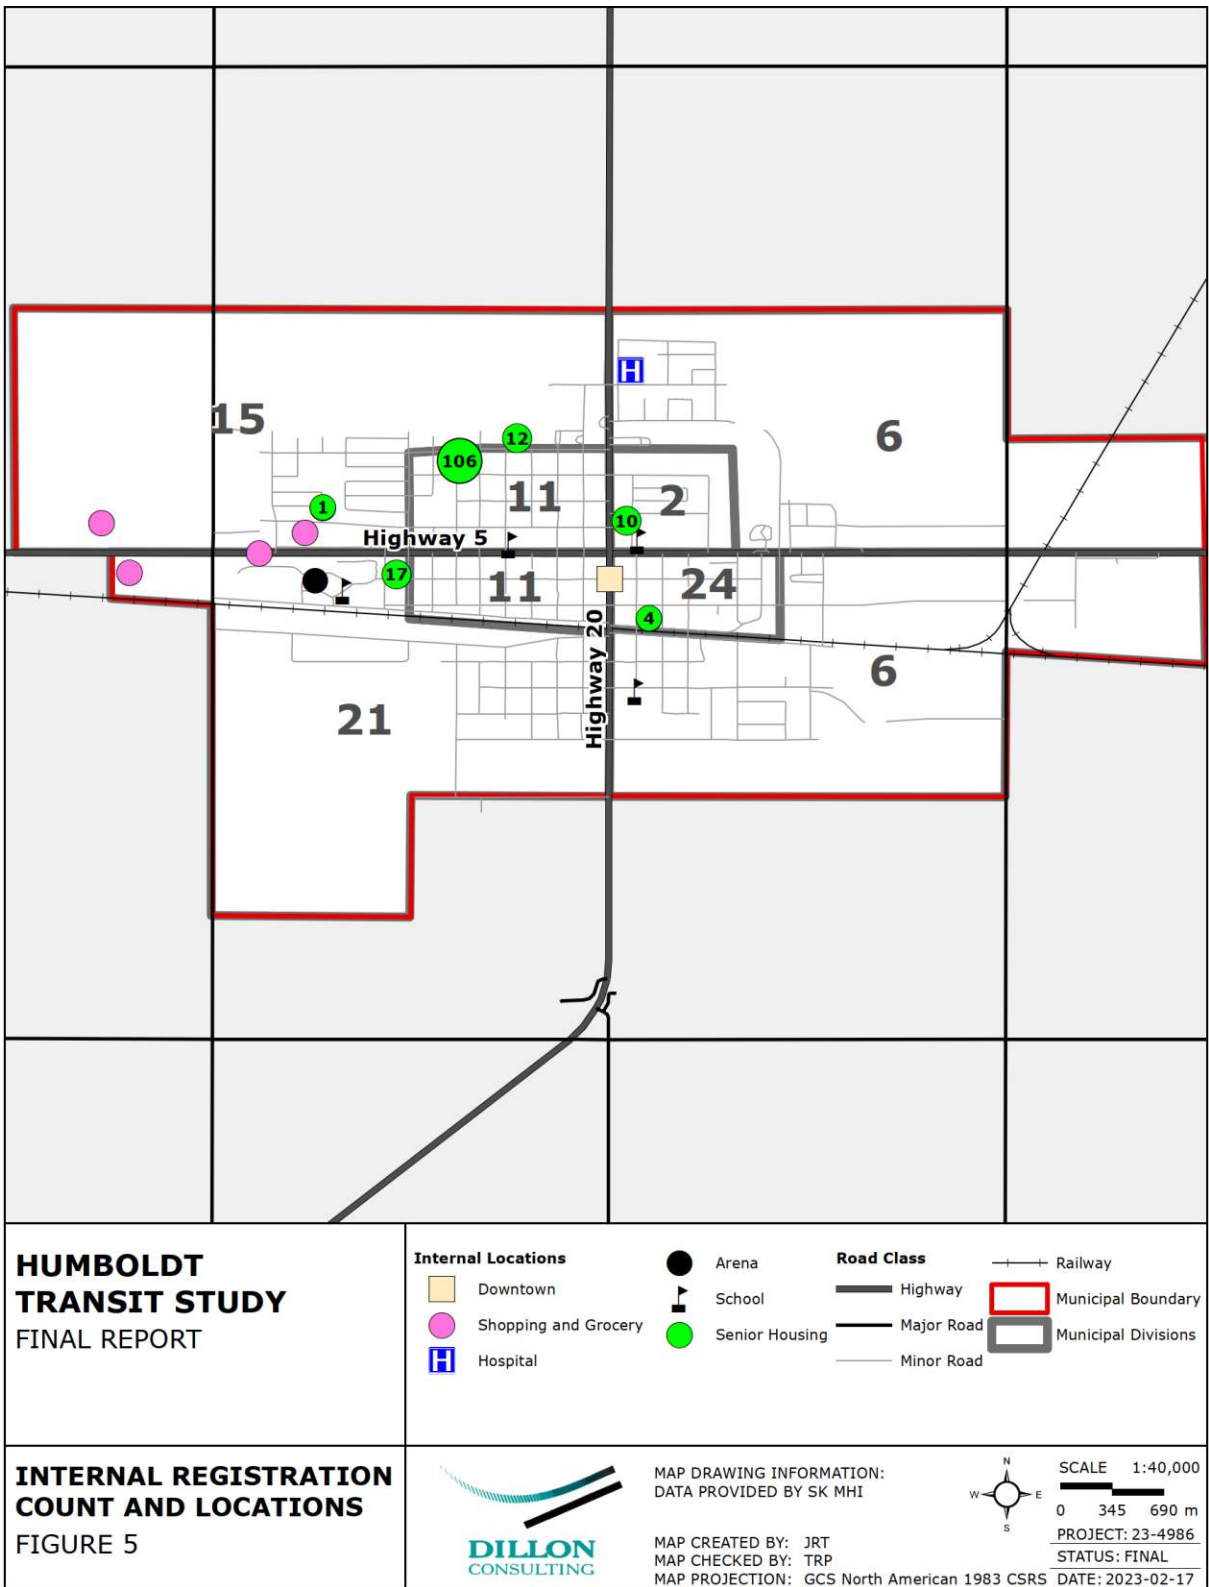 H
15
6
12
106
11
2
1
10
Highway 5
17
11
24
4
Highway 20
6
21
HUMBOLDT
TRANSIT STUDY
FINAL REPORT
Internal Locations
Downtown
Shopping and Grocery
H
Hospital
Arena
School
Senior Housing
Road Class
Highway
Major Road
Minor Road
Railway
Municipal Boundary
Municipal Divisions
INTERNAL REGISTRATION
COUNT AND LOCATIONS
FIGURE 5
DILLON
CONSULTING
MAP DRAWING INFORMATION:
DATA PROVIDED BY SK MHI
MAP CREATED BY: JRT
MAP CHECKED BY: TRP
MAP PROJECTION: GCS North American 1983 CSRS
N
W
E
S
SCALE 1:40,000
0 345 690 m
PROJECT: 23-4986
STATUS: FINAL
DATE: 2023-02-17